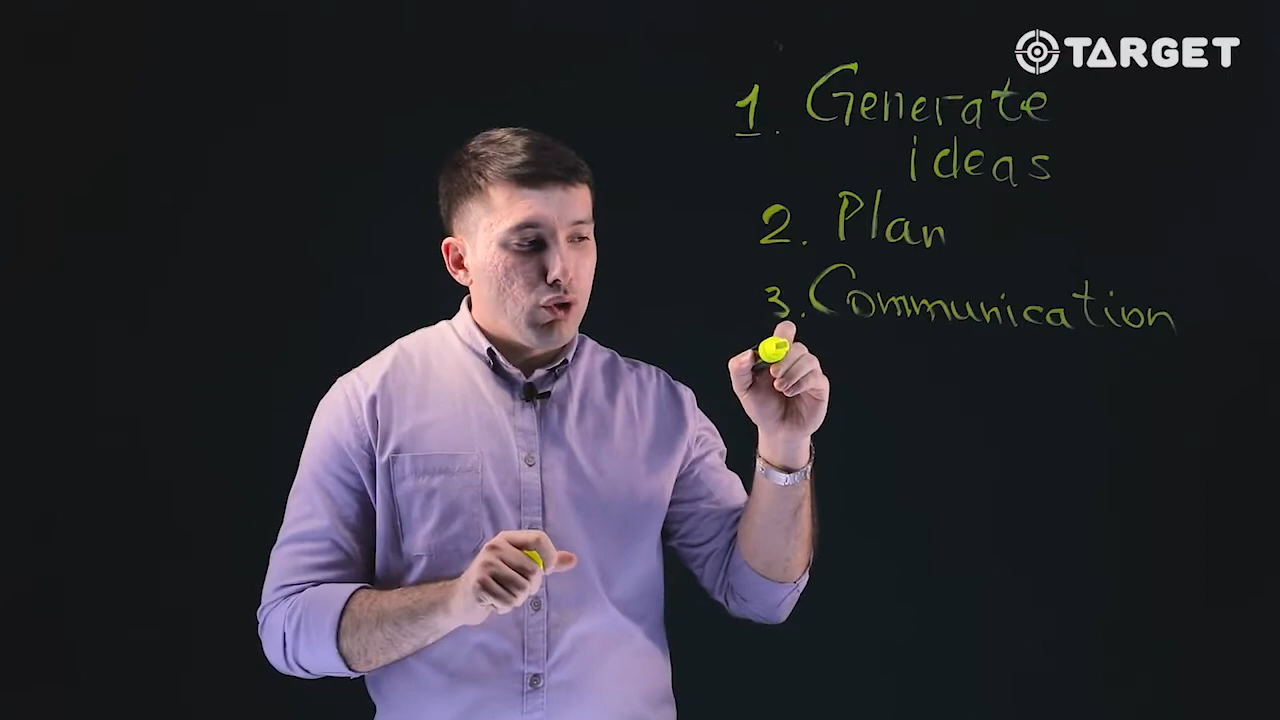 TARGET
1. Generate
ideas
2. Plan
3. Communication